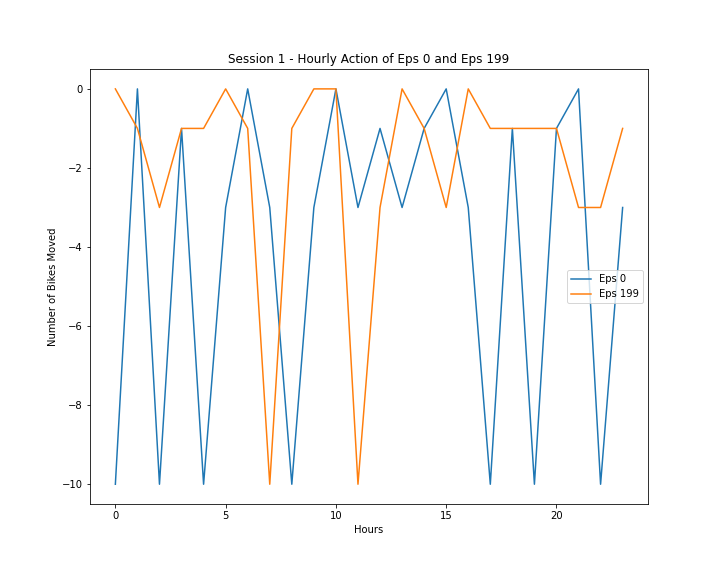 Session 1 - Hourly Action of Eps 0 and Eps 199
0
−2
−4
−6
−8
−10
Number of Bikes Moved
Eps 0
Eps 199
0 5 10 15 20
Hours